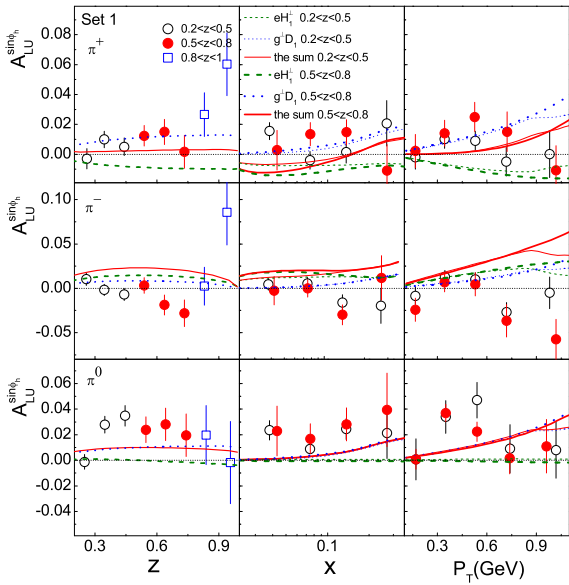 Set 1
0.2<z<0.5
0.5<z<0.8
0.8<z<1
eH₁⊥ 0.2<z<0.5
g⊥D₁ 0.2<z<0.5
the sum 0.2<z<0.5
eH₁⊥ 0.5<z<0.8
g⊥D₁ 0.5<z<0.8
the sum 0.5<z<0.8
A_LU^sinϕₕ
π⁺
0.08
0.06
0.04
0.02
0.00
A_LU^sinϕₕ
π⁻
0.10
0.05
0.00
-0.05
A_LU^sinϕₕ
π⁰
0.06
0.04
0.02
0.00
-0.02
-0.04
0.3 0.6 0.9
0.1
0.3 0.6 0.9
z
x
P_T(GeV)